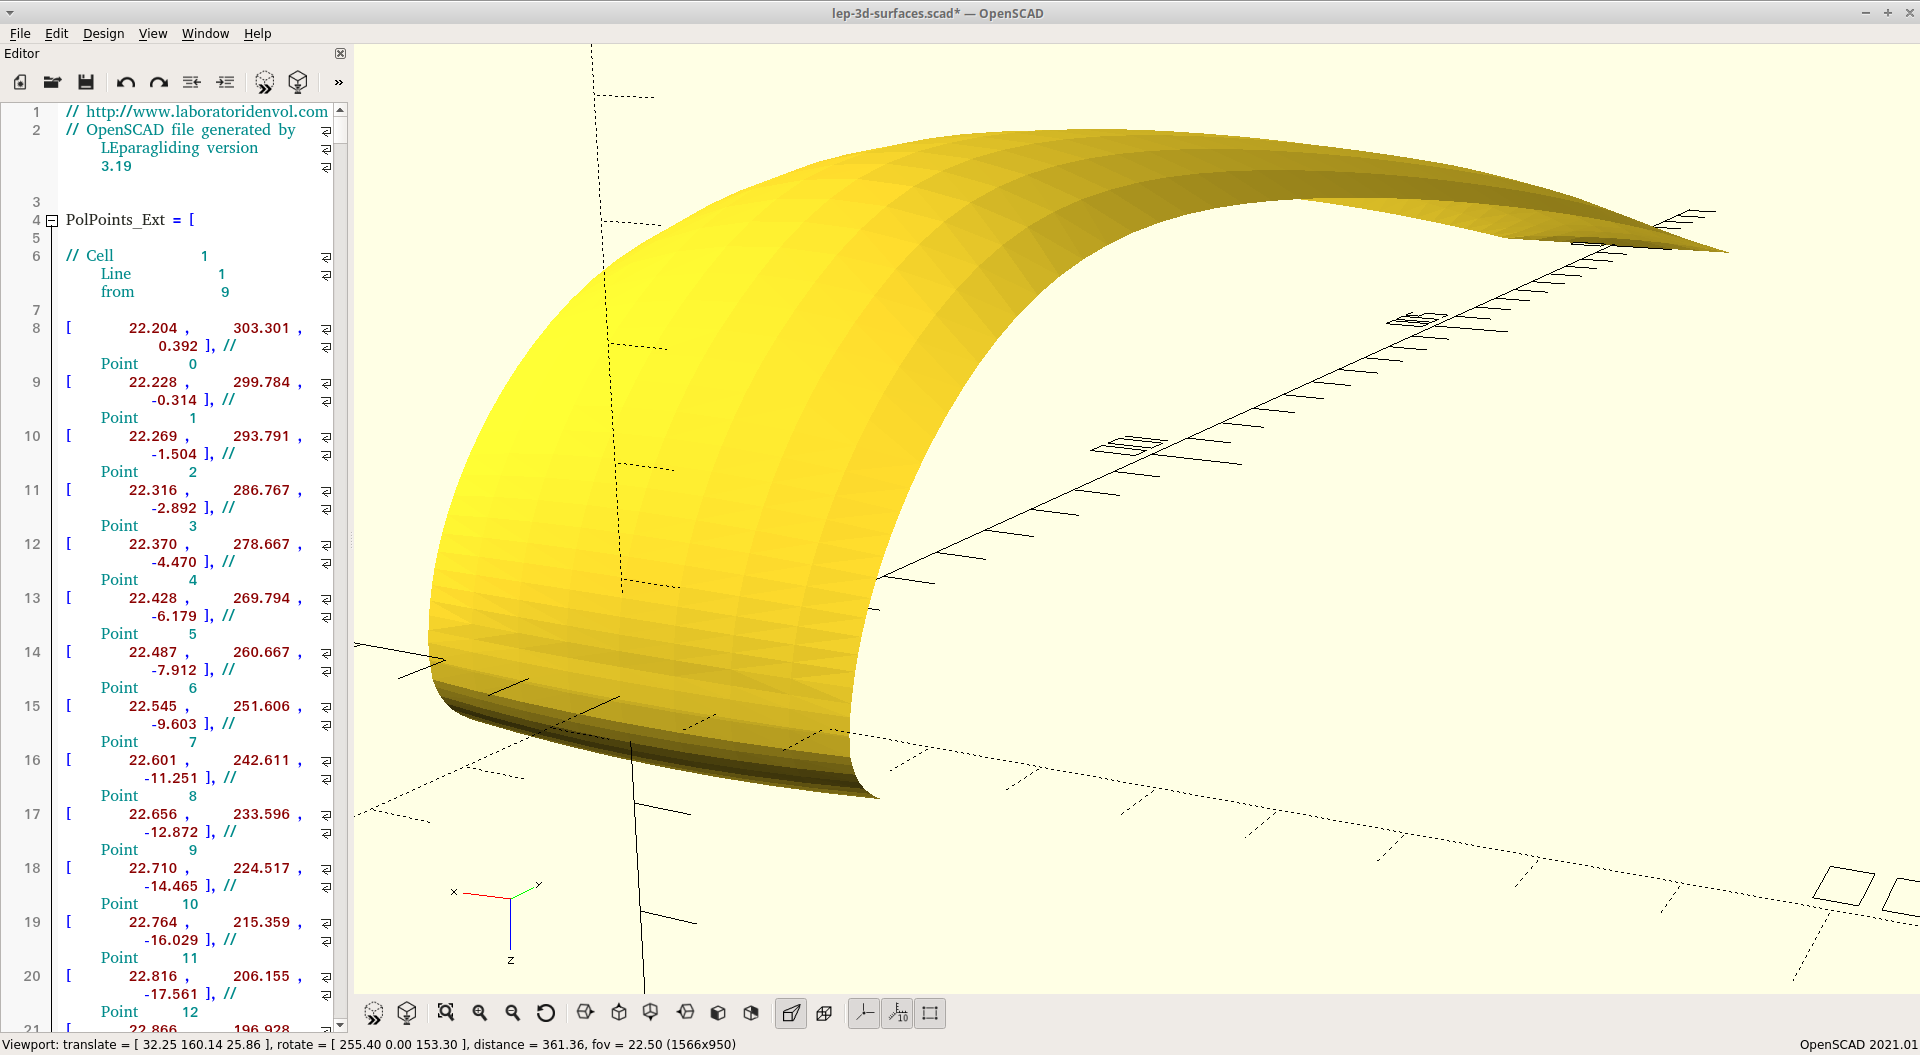 lep-3d-surfaces.scad* — OpenSCAD
File Edit Design View Window Help
Editor
1 // http://www.laboratoridenvol.com
2 // OpenSCAD file generated by
LEparagliding version
3.19
3
4 PolPoints_Ext = [
5
6 // Cell 1
Line 1
from 9
7
8 [ 22.204 , 303.301 ,
0.392 ], //
Point 0
9 [ 22.228 , 299.784 ,
-0.314 ], //
Point 1
10 [ 22.269 , 293.791 ,
-1.504 ], //
Point 2
11 [ 22.316 , 286.767 ,
-2.892 ], //
Point 3
12 [ 22.370 , 278.667 ,
-4.470 ], //
Point 4
13 [ 22.428 , 269.794 ,
-6.179 ], //
Point 5
14 [ 22.487 , 260.667 ,
-7.912 ], //
Point 6
15 [ 22.545 , 251.606 ,
-9.603 ], //
Point 7
16 [ 22.601 , 242.611 ,
-11.251 ], //
Point 8
17 [ 22.656 , 233.596 ,
-12.872 ], //
Point 9
18 [ 22.710 , 224.517 ,
-14.465 ], //
Point 10
19 [ 22.764 , 215.359 ,
-16.029 ], //
Point 11
20 [ 22.816 , 206.155 ,
-17.561 ], //
Point 12
21 [ 22.866 196.928
x
y
z
10
Viewport: translate = [ 32.25 160.14 25.86 ], rotate = [ 255.40 0.00 153.30 ], distance = 361.36, fov = 22.50 (1566x950)
OpenSCAD 2021.01